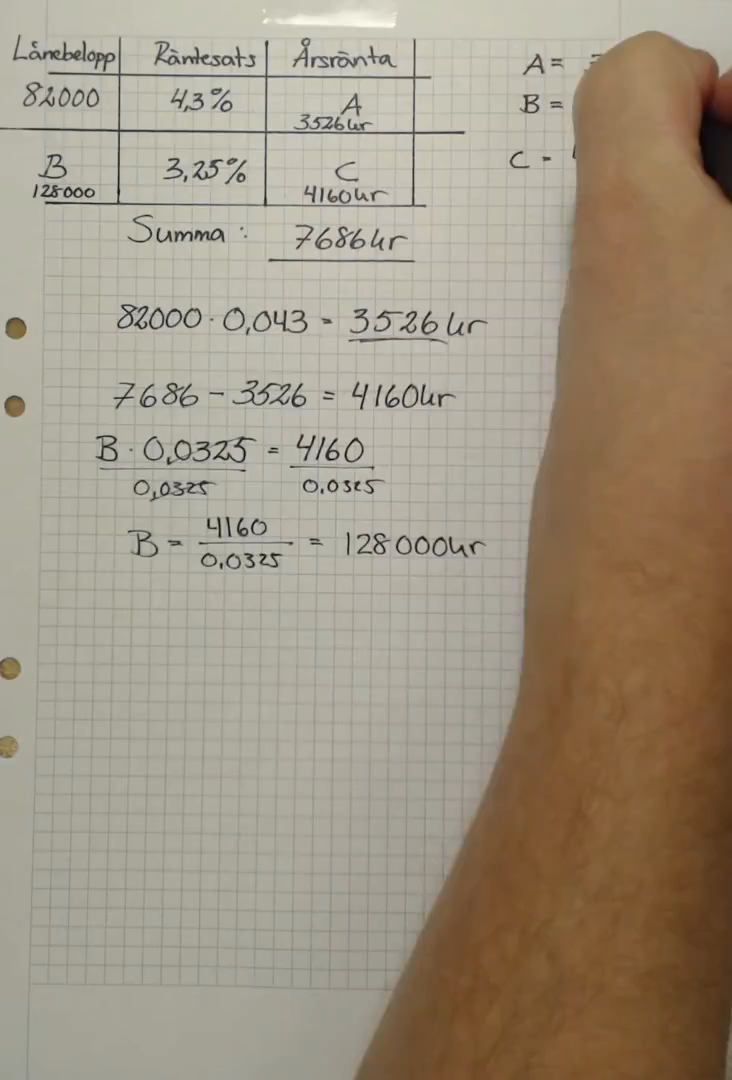 Lånebelopp Räntesats Årsränta
82000 4,3% A
3526kr
B 3,25% C
128000 4160kr
Summa: 7686kr
A =
B =
C =
82000 · 0,043 = 3526kr
7686 - 3526 = 4160kr
B · 0,0325 = 4160
0,0325 0,0325
B = 4160 = 128000kr
0,0325